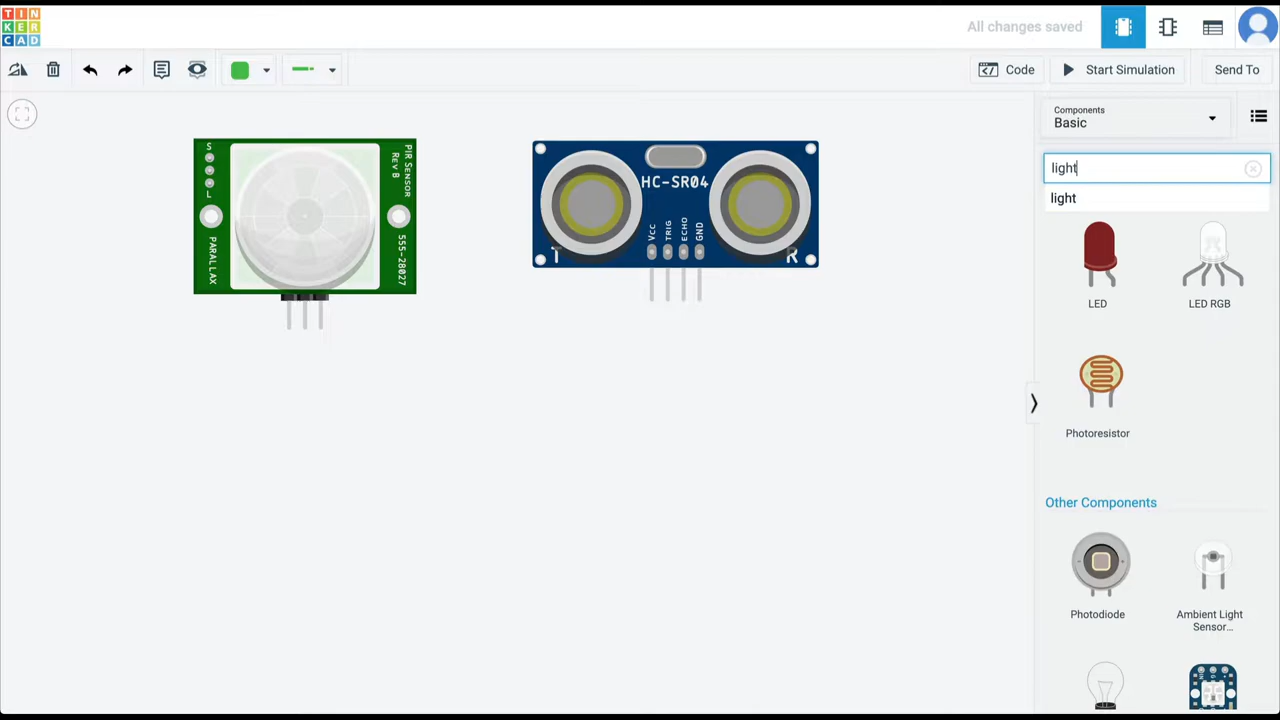 TIN
KER
CAD
All changes saved
Code
Start Simulation
Send To
Components
Basic
light
light
S
L
PIR SENSOR
REV B
PARALLAX
555-28027
HC-SR04
Vcc
TRIG
ECHO
GND
T
R
LED
LED RGB
Photoresistor
Other Components
Photodiode
Ambient Light
Sensor...